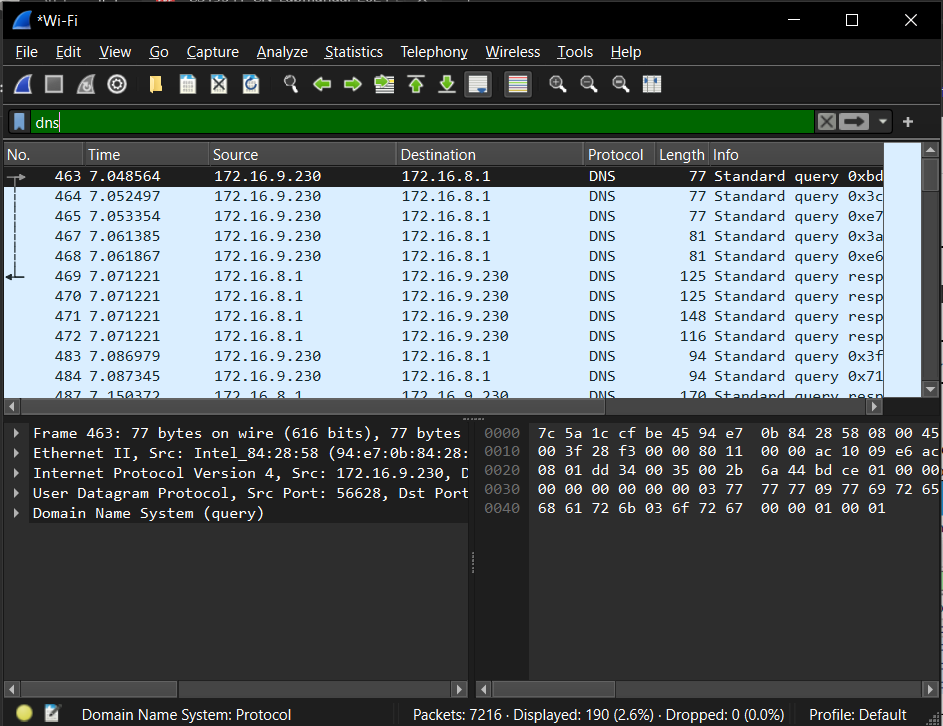 *Wi-Fi
File Edit View Go Capture Analyze Statistics Telephony Wireless Tools Help
dns
No. Time Source Destination Protocol Length Info
463 7.048564 172.16.9.230 172.16.8.1 DNS 77 Standard query 0xbd
464 7.052497 172.16.9.230 172.16.8.1 DNS 77 Standard query 0x3c
465 7.053354 172.16.9.230 172.16.8.1 DNS 77 Standard query 0xe7
467 7.061385 172.16.9.230 172.16.8.1 DNS 81 Standard query 0x3a
468 7.061867 172.16.9.230 172.16.8.1 DNS 81 Standard query 0xe6
469 7.071221 172.16.8.1 172.16.9.230 DNS 125 Standard query resp
470 7.071221 172.16.8.1 172.16.9.230 DNS 125 Standard query resp
471 7.071221 172.16.8.1 172.16.9.230 DNS 148 Standard query resp
472 7.071221 172.16.8.1 172.16.9.230 DNS 116 Standard query resp
483 7.086979 172.16.9.230 172.16.8.1 DNS 94 Standard query 0x3f
484 7.087345 172.16.9.230 172.16.8.1 DNS 94 Standard query 0x71
487 7.150372 172.16.8.1 172.16.9.230 DNS 170 Standard query resp
Frame 463: 77 bytes on wire (616 bits), 77 bytes
Ethernet II, Src: Intel_84:28:58 (94:e7:0b:84:28:
Internet Protocol Version 4, Src: 172.16.9.230, D
User Datagram Protocol, Src Port: 56628, Dst Port
Domain Name System (query)
0000 7c 5a 1c cf be 45 94 e7 0b 84 28 58 08 00 45
0010 00 3f 28 f3 00 00 80 11 00 00 ac 10 09 e6 ac
0020 08 01 dd 34 00 35 00 2b 6a 44 bd ce 01 00 00
0030 00 00 00 00 00 00 03 77 77 77 09 77 69 72 65
0040 68 61 72 6b 03 6f 72 67 00 00 01 00 01
Domain Name System: Protocol
Packets: 7216 · Displayed: 190 (2.6%) · Dropped: 0 (0.0%)
Profile: Default